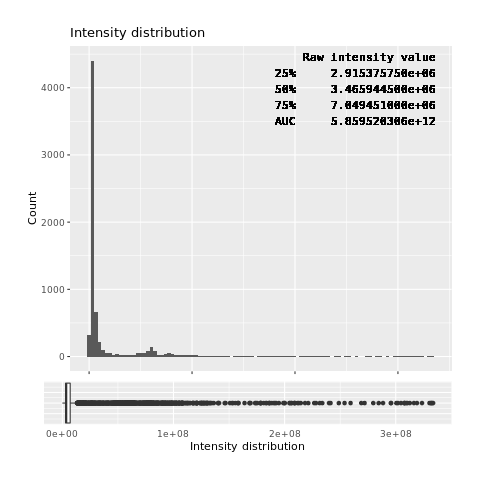 Intensity distribution
Raw intensity value
25% 2.915375750e+06
50% 3.465944500e+06
75% 7.049451000e+06
AUC 5.859520306e+12
Count
4000
3000
2000
1000
0
0e+00 1e+08 2e+08 3e+08
Intensity distribution